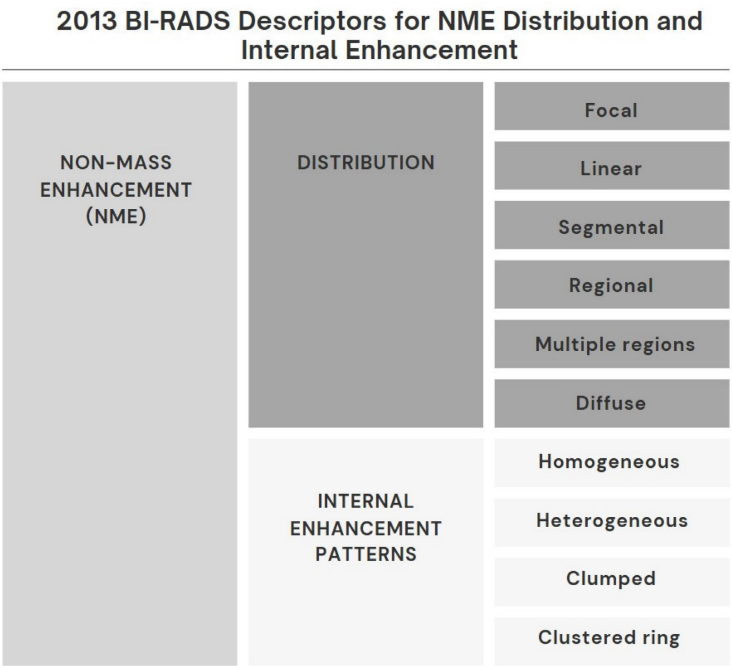 2013 BI-RADS Descriptors for NME Distribution and
Internal Enhancement
NON-MASS
ENHANCEMENT
(NME)
DISTRIBUTION
Focal
Linear
Segmental
Regional
Multiple regions
Diffuse
INTERNAL
ENHANCEMENT
PATTERNS
Homogeneous
Heterogeneous
Clumped
Clustered ring